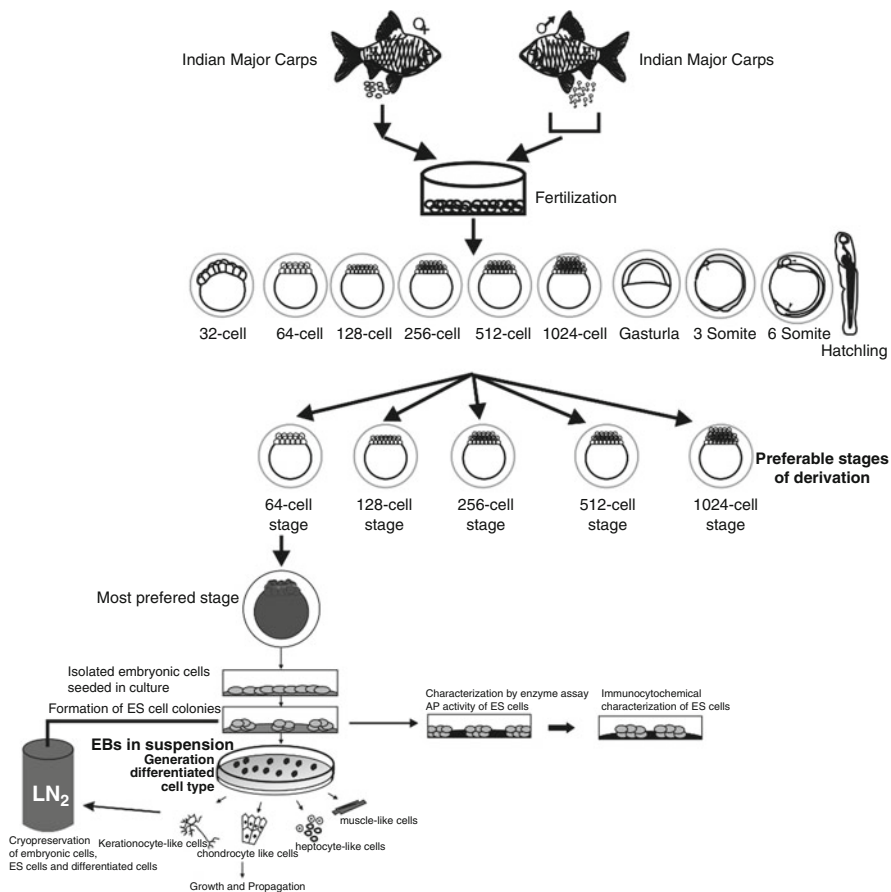 Indian Major Carps
Indian Major Carps
Fertilization
32-cell
64-cell
128-cell
256-cell
512-cell
1024-cell
Gasturla
3 Somite
6 Somite
Hatchling
Preferable stages
of derivation
64-cell
stage
128-cell
stage
256-cell
stage
512-cell
stage
1024-cell
stage
Most prefered stage
Isolated embryonic cells
seeded in culture
Formation of ES cell colonies
Characterization by enzyme assay
AP activity of ES cells
Immunocytochemical
characterization of ES cells
EBs in suspension
Generation
differentiated
cell type
LN₂
muscle-like cells
Kerationocyte-like cells,
chondrocyte like cells
heptocyte-like cells
Cryopreservation
of embryonic cells,
ES cells and differentiated cells
Growth and Propagation